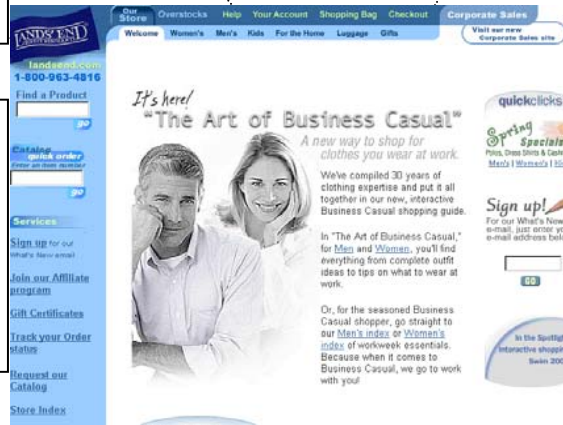 LANDS' END
DIRECT MERCHANTS
landsend.com
1-800-963-4816
Find a Product
go
Catalog
quick order
Enter an item number
go
Services
Sign up for our
What's New email
Join our Affiliate
program
Gift Certificates
Track your Order
status
Request our
Catalog
Store Index
Our
Store
Overstocks
Help
Your Account
Shopping Bag
Checkout
Corporate Sales
Welcome
Women's
Men's
Kids
For the Home
Luggage
Gifts
Visit our new
Corporate Sales site
It's here!
"The Art of Business Casual"
A new way to shop for
clothes you wear at work.
We've compiled 30 years of
clothing expertise and put it all
together in our new, interactive
Business Casual shopping guide.
In "The Art of Business Casual,"
for Men and Women, you'll find
everything from complete outfit
ideas to tips on what to wear at
work.
Or, for the seasoned Business
Casual shopper, go straight to
our Men's index or Women's
index of workweek essentials.
Because when it comes to
Business Casual, we go to work
with you!
quickclicks
Spring
Specials
Polos, Dress Shirts &
Men's | Women's |
Sign up!
For our What's New
e-mail, just enter
e-mail address
GO
In the
shopping
Swim